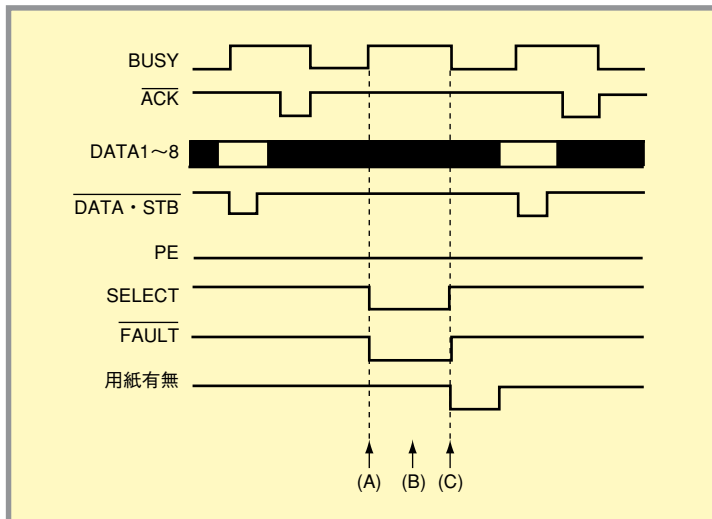 BUSY
ACK
DATA1〜8
DATA・STB
PE
SELECT
FAULT
用紙有無
(A) (B) (C)